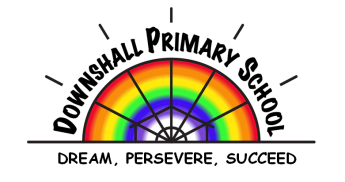 DOWNSHALL PRIMARY SCHOOL
DREAM, PERSEVERE, SUCCEED